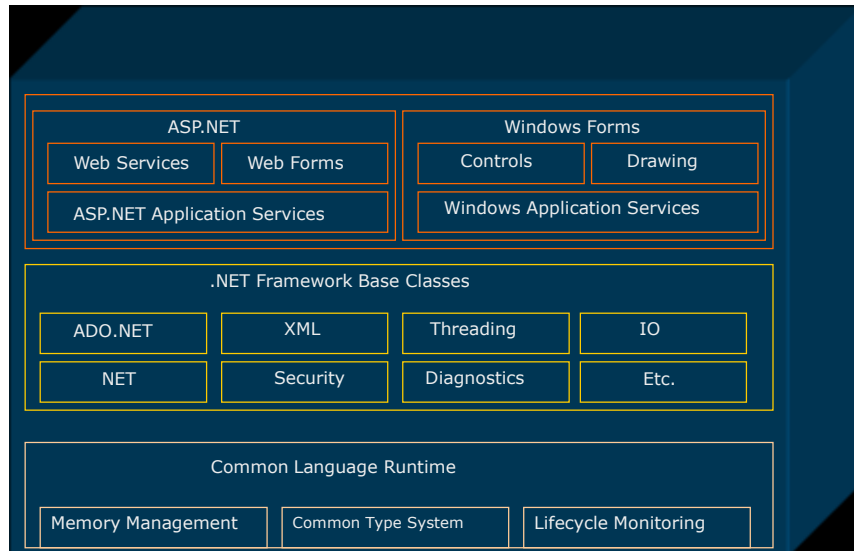 ASP.NET
Windows Forms
Web Services
Web Forms
Controls
Drawing
ASP.NET Application Services
Windows Application Services
.NET Framework Base Classes
ADO.NET
XML
Threading
IO
NET
Security
Diagnostics
Etc.
Common Language Runtime
Memory Management
Common Type System
Lifecycle Monitoring